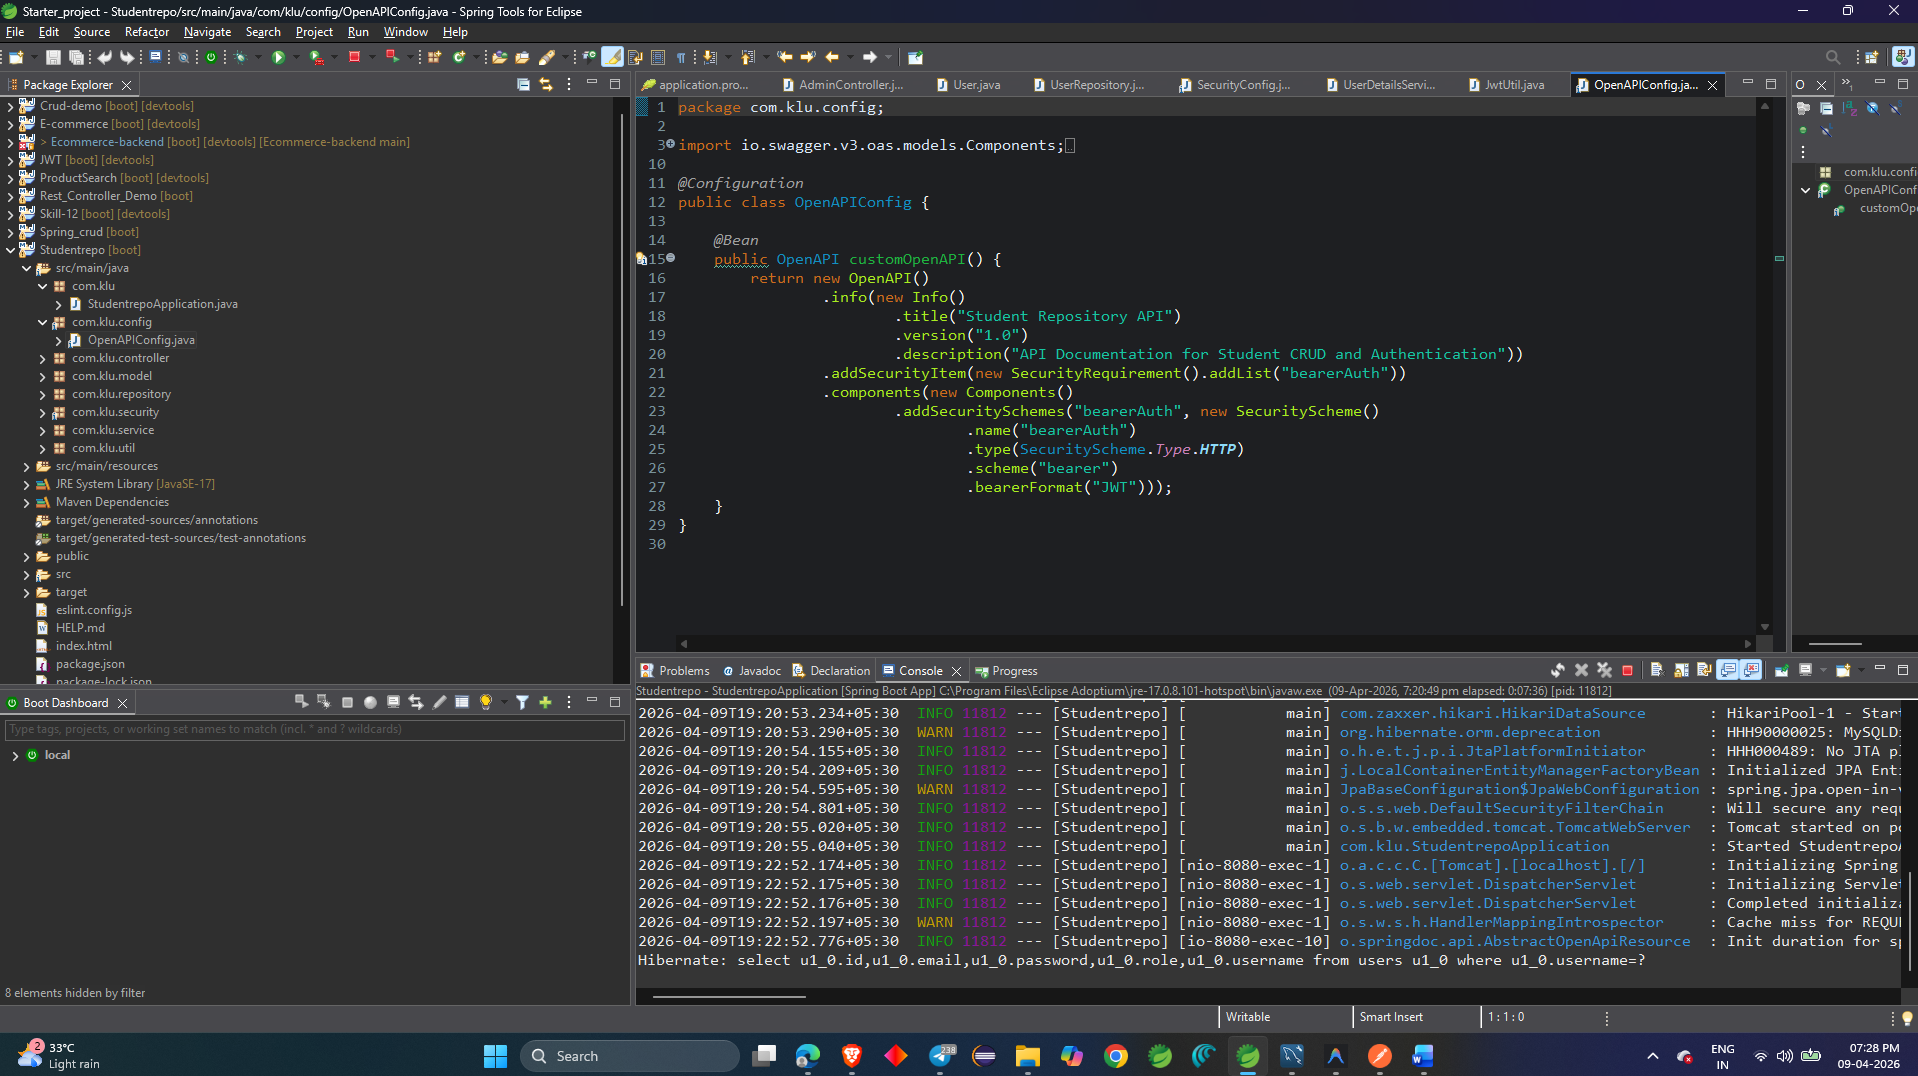 Starter_project - Studentrepo/src/main/java/com/klu/config/OpenAPIConfig.java - Spring Tools for Eclipse
File Edit Source Refactor Navigate Search Project Run Window Help
Package Explorer
Crud-demo [boot] [devtools]
E-commerce [boot] [devtools]
> Ecommerce-backend [boot] [devtools] [Ecommerce-backend main]
JWT [boot] [devtools]
ProductSearch [boot] [devtools]
Rest_Controller_Demo [boot]
Skill-12 [boot] [devtools]
Spring_crud [boot]
Studentrepo [boot]
src/main/java
com.klu
StudentrepoApplication.java
com.klu.config
OpenAPIConfig.java
com.klu.controller
com.klu.model
com.klu.repository
com.klu.security
com.klu.service
com.klu.util
src/main/resources
JRE System Library [JavaSE-17]
Maven Dependencies
target/generated-sources/annotations
target/generated-test-sources/test-annotations
public
src
target
eslint.config.js
HELP.md
index.html
package.json
package-lock.json
Boot Dashboard
Type tags, projects, or working set names to match (incl. * and ? wildcards)
local
8 elements hidden by filter
application.pro... AdminController.j... User.java UserRepository.j... SecurityConfig.j... UserDetailsServi... JwtUtil.java OpenAPIConfig.ja...
1 package com.klu.config;
2
3 import io.swagger.v3.oas.models.Components;
10
11 @Configuration
12 public class OpenAPIConfig {
13
14 @Bean
15 public OpenAPI customOpenAPI() {
16 return new OpenAPI()
17 .info(new Info()
18 .title("Student Repository API")
19 .version("1.0")
20 .description("API Documentation for Student CRUD and Authentication"))
21 .addSecurityItem(new SecurityRequirement().addList("bearerAuth"))
22 .components(new Components()
23 .addSecuritySchemes("bearerAuth", new SecurityScheme()
24 .name("bearerAuth")
25 .type(SecurityScheme.Type.HTTP)
26 .scheme("bearer")
27 .bearerFormat("JWT")));
28 }
29 }
30
O
com.klu.confi
OpenAPIConf
customOpe
Problems Javadoc Declaration Console Progress
Studentrepo - StudentrepoApplication [Spring Boot App] C:\Program Files\Eclipse Adoptium\jre-17.0.8.101-hotspot\bin\javaw.exe (09-Apr-2026, 7:20:49 pm elapsed: 0:07:36) [pid: 11812]
2026-04-09T19:20:53.234+05:30 INFO 11812 --- [Studentrepo] [ main] com.zaxxer.hikari.HikariDataSource : HikariPool-1 - Star
2026-04-09T19:20:53.290+05:30 WARN 11812 --- [Studentrepo] [ main] org.hibernate.orm.deprecation : HHH90000025: MySQLD
2026-04-09T19:20:54.155+05:30 INFO 11812 --- [Studentrepo] [ main] o.h.e.t.j.p.i.JtaPlatformInitiator : HHH000489: No JTA p
2026-04-09T19:20:54.209+05:30 INFO 11812 --- [Studentrepo] [ main] j.LocalContainerEntityManagerFactoryBean : Initialized JPA Ent
2026-04-09T19:20:54.595+05:30 WARN 11812 --- [Studentrepo] [ main] JpaBaseConfiguration$JpaWebConfiguration : spring.jpa.open-in-v
2026-04-09T19:20:54.801+05:30 INFO 11812 --- [Studentrepo] [ main] o.s.s.web.DefaultSecurityFilterChain : Will secure any requ
2026-04-09T19:20:55.020+05:30 INFO 11812 --- [Studentrepo] [ main] o.s.b.w.embedded.tomcat.TomcatWebServer : Tomcat started on po
2026-04-09T19:20:55.040+05:30 INFO 11812 --- [Studentrepo] [ main] com.klu.StudentrepoApplication : Started Studentrepo
2026-04-09T19:22:52.174+05:30 INFO 11812 --- [Studentrepo] [nio-8080-exec-1] o.a.c.c.C.[Tomcat].[localhost].[/] : Initializing Spring
2026-04-09T19:22:52.175+05:30 INFO 11812 --- [Studentrepo] [nio-8080-exec-1] o.s.web.servlet.DispatcherServlet : Initializing Servlet
2026-04-09T19:22:52.176+05:30 INFO 11812 --- [Studentrepo] [nio-8080-exec-1] o.s.web.servlet.DispatcherServlet : Completed initializa
2026-04-09T19:22:52.197+05:30 WARN 11812 --- [Studentrepo] [nio-8080-exec-1] o.s.w.s.h.HandlerMappingIntrospector : Cache miss for REQU
2026-04-09T19:22:52.776+05:30 INFO 11812 --- [Studentrepo] [io-8080-exec-10] o.springdoc.api.AbstractOpenApiResource : Init duration for sp
Hibernate: select u1_0.id,u1_0.email,u1_0.password,u1_0.role,u1_0.username from users u1_0 where u1_0.username=?
Writable Smart Insert 1 : 1 : 0
2
33°C
Light rain
Search
238
ENG
IN
07:28 PM
09-04-2026